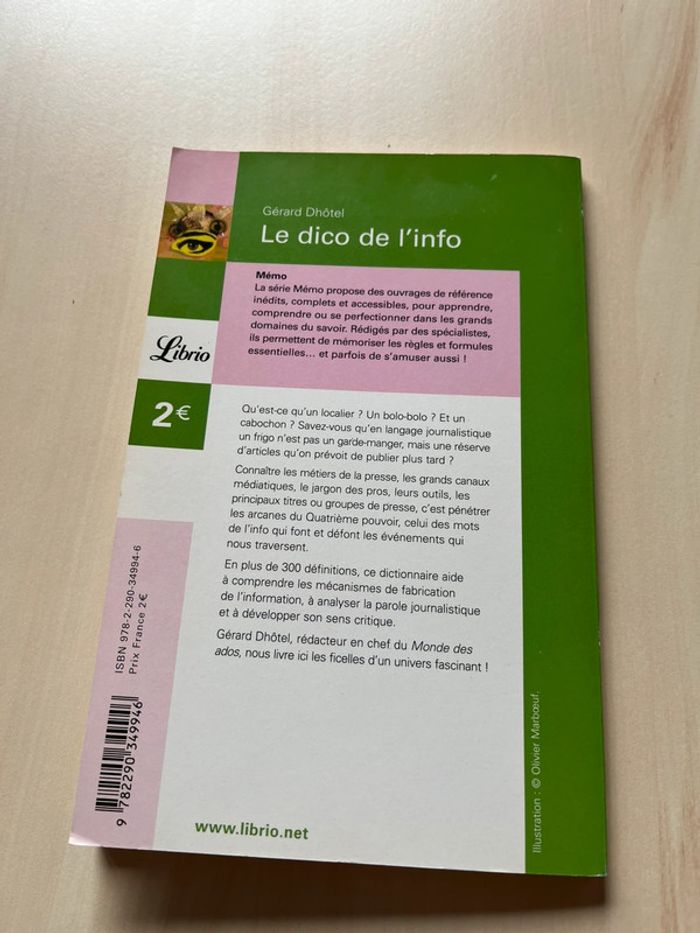 Gérard Dhôtel
Le dico de l'info
Mémo
La série Mémo propose des ouvrages de référence
inédits, complets et accessibles, pour apprendre,
comprendre ou se perfectionner dans les grands
domaines du savoir. Rédigés par des spécialistes,
ils permettent de mémoriser les règles et formules
essentielles... et parfois de s'amuser aussi !
Librio
2€
Qu'est-ce qu'un localier ? Un bolo-bolo ? Et un
cabochon ? Savez-vous qu'en langage journalistique
un frigo n'est pas un garde-manger, mais une réserve
d'articles qu'on prévoit de publier plus tard ?
Connaître les métiers de la presse, les grands canaux
médiatiques, le jargon des pros, leurs outils, les
principaux titres ou groupes de presse, c'est pénétrer
les arcanes du Quatrième pouvoir, celui des mots
de l'info qui font et défont les événements qui
nous traversent.
En plus de 300 définitions, ce dictionnaire aide
à comprendre les mécanismes de fabrication
de l'information, à analyser la parole journalistique
et à développer son sens critique.
Gérard Dhôtel, rédacteur en chef du Monde des
ados, nous livre ici les ficelles d'un univers fascinant !
ISBN 978-2-290-34994-6
Prix France 2€
9 782290 349946
www.librio.net
Illustration : © Olivier Marbœuf.